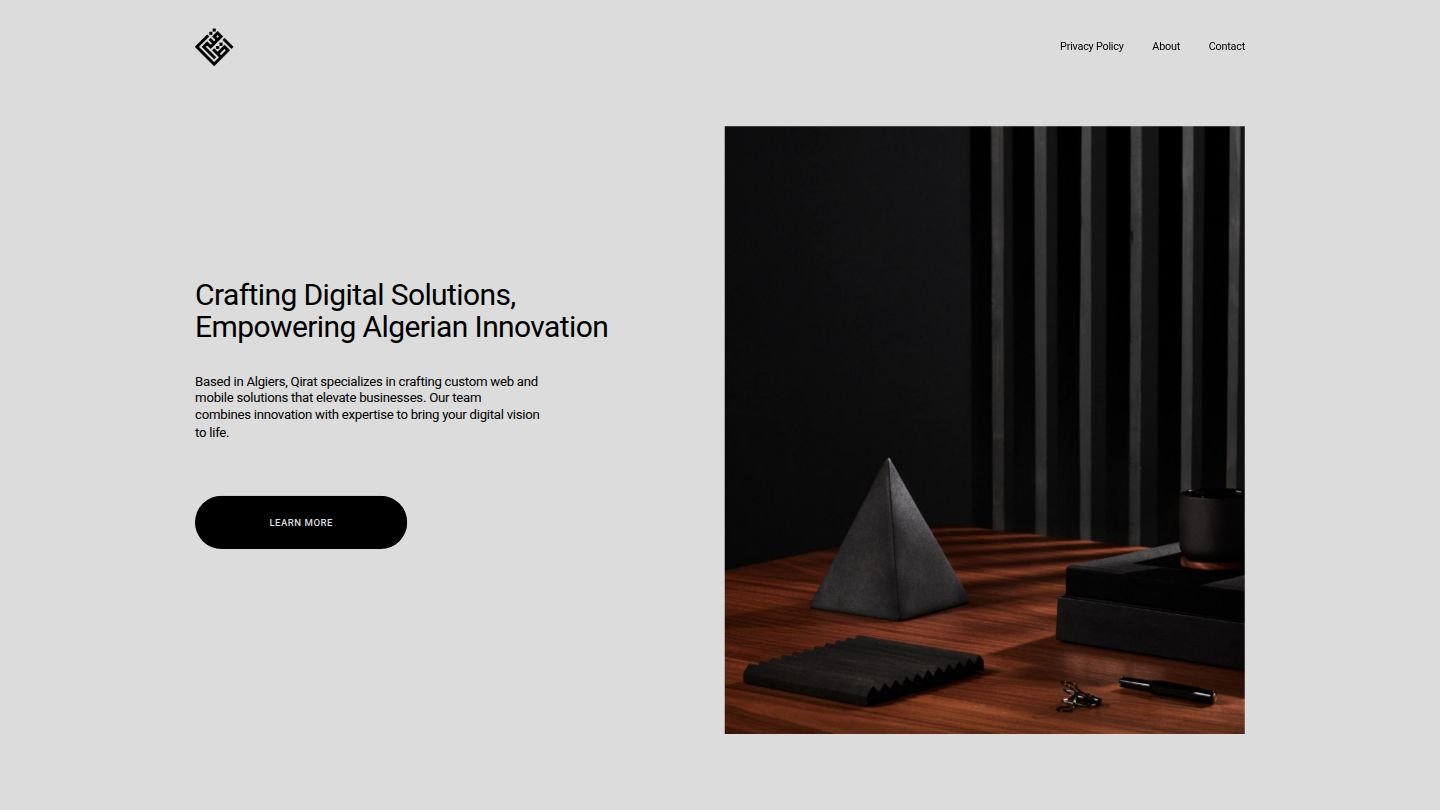 Privacy Policy
About
Contact
Crafting Digital Solutions,
Empowering Algerian Innovation
Based in Algiers, Qirat specializes in crafting custom web and
mobile solutions that elevate businesses. Our team
combines innovation with expertise to bring your digital vision
to life.
LEARN MORE